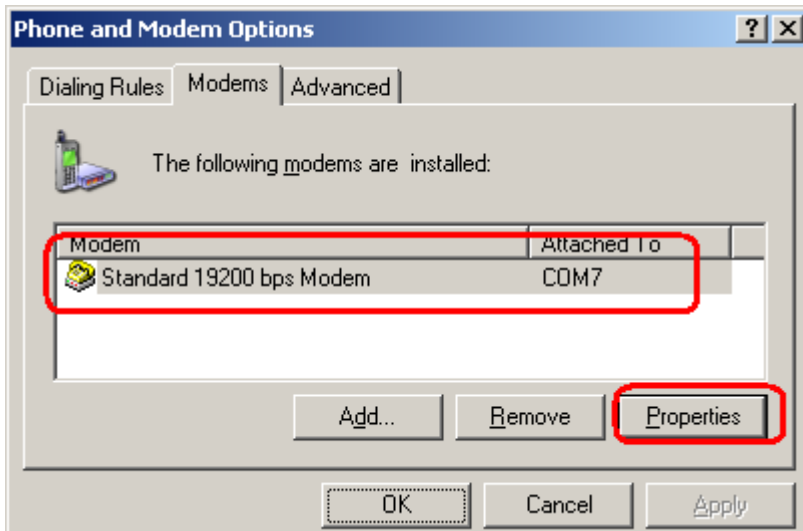 Phone and Modem Options
Dialing Rules Modems Advanced
The following modems are installed:
Modem Attached To
Standard 19200 bps Modem COM7
Add... Remove Properties
OK Cancel Apply